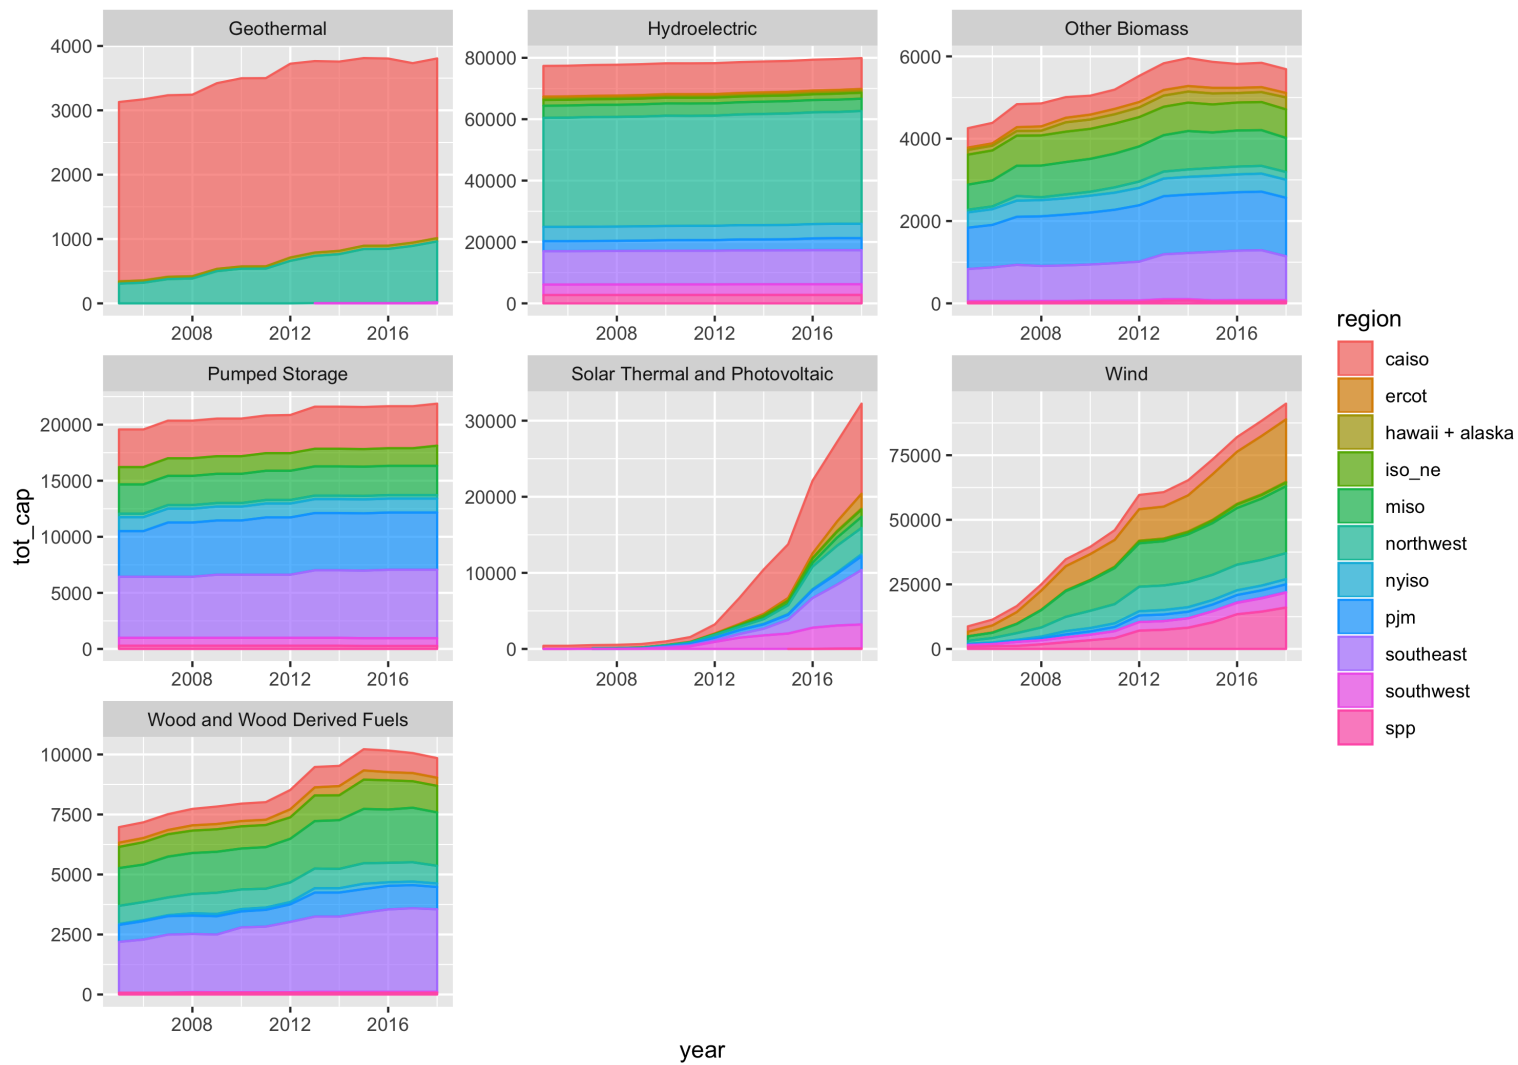 Geothermal
Hydroelectric
Other Biomass
4000
3000
2000
1000
0
80000
60000
40000
20000
0
6000
4000
2000
0
2008 2012 2016
2008 2012 2016
2008 2012 2016
Pumped Storage
Solar Thermal and Photovoltaic
Wind
20000
15000
10000
5000
0
30000
20000
10000
0
75000
50000
25000
0
2008 2012 2016
2008 2012 2016
2008 2012 2016
Wood and Wood Derived Fuels
10000
7500
5000
2500
0
2008 2012 2016
tot_cap
year
region
caiso
ercot
hawaii + alaska
iso_ne
miso
northwest
nyiso
pjm
southeast
southwest
spp